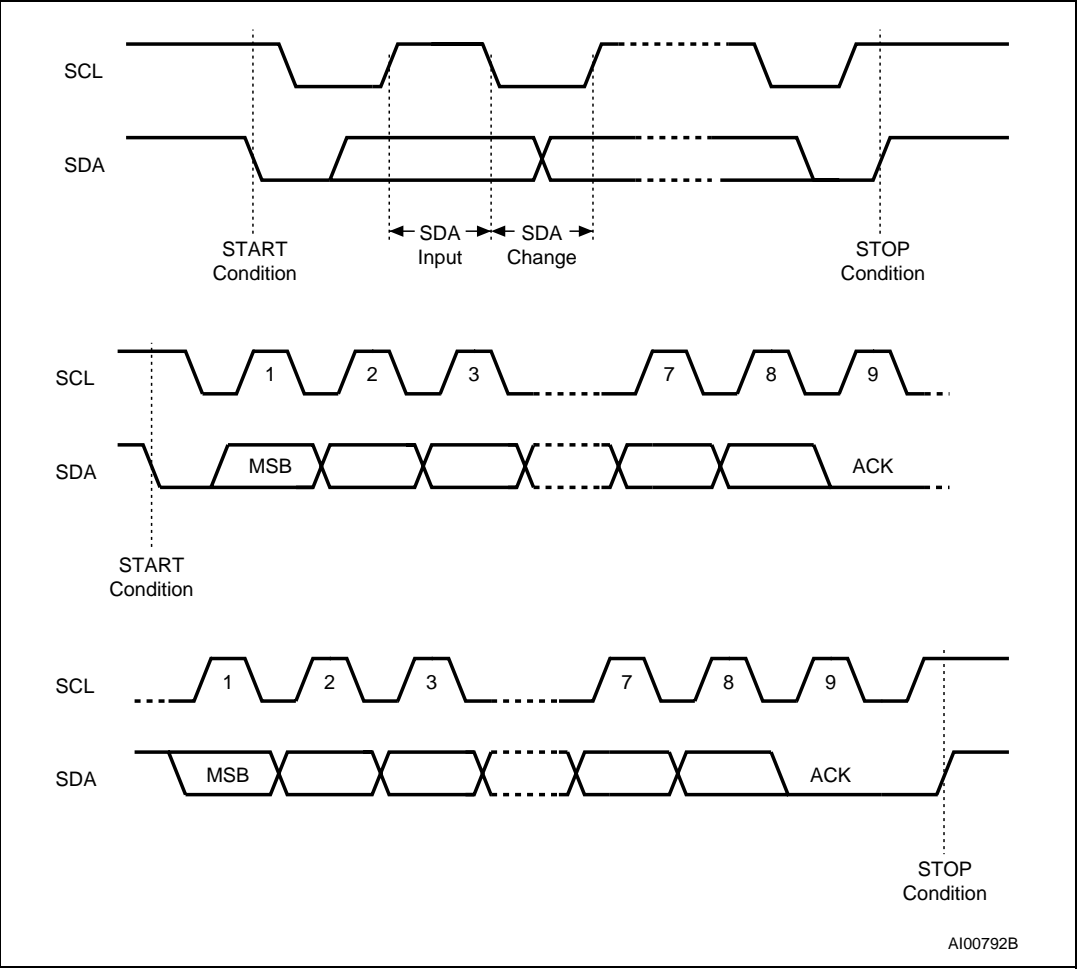 SCL
SDA
START
Condition
SDA
Input
SDA
Change
STOP
Condition
SCL
1 2 3 7 8 9
SDA
MSB ACK
START
Condition
SCL
1 2 3 7 8 9
SDA
MSB ACK
STOP
Condition
AI00792B